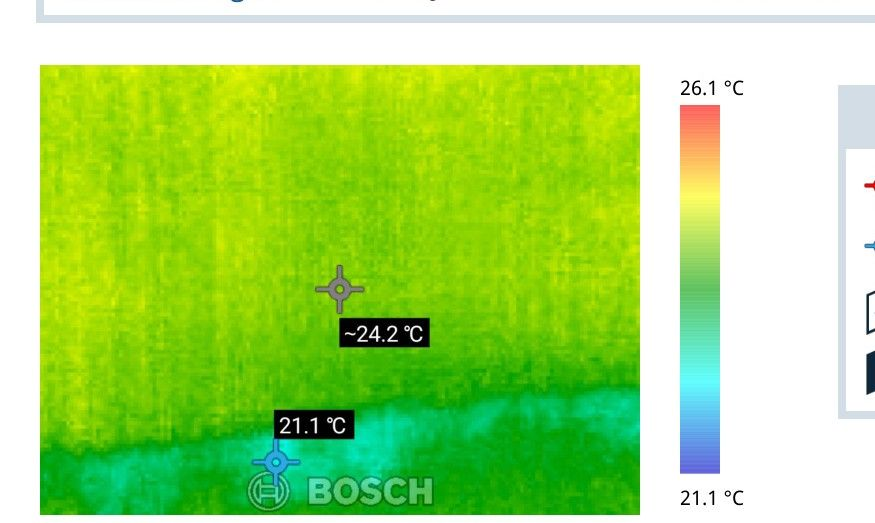 26.1 °C
~24.2 °C
21.1 °C
BOSCH
21.1 °C